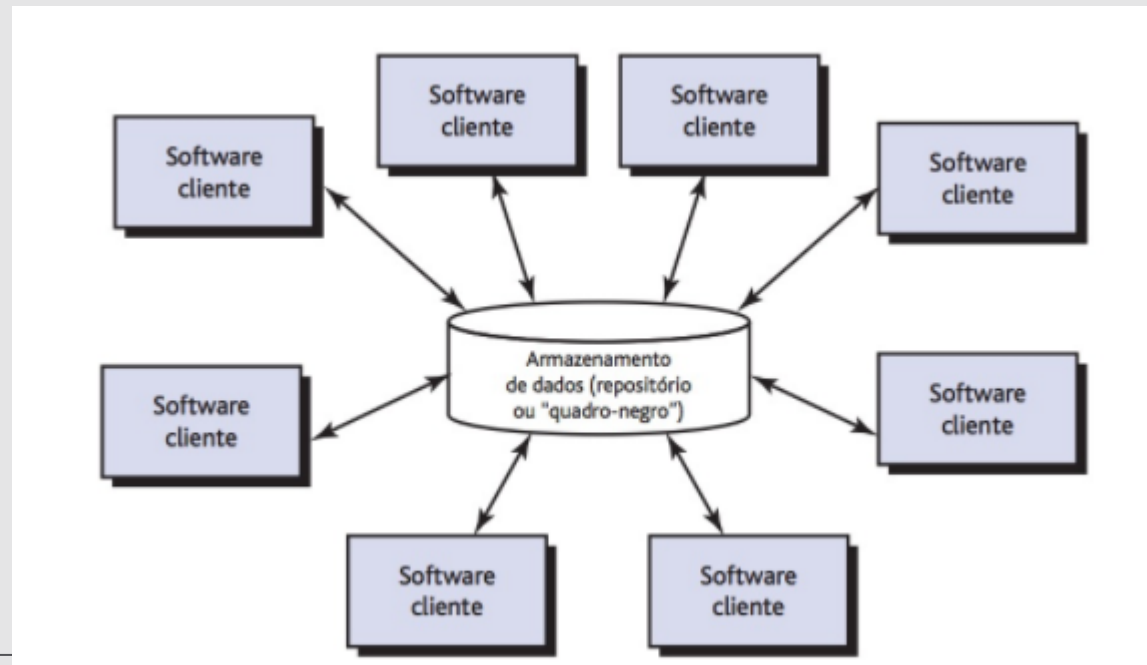 Software
cliente
Software
cliente
Software
cliente
Software
cliente
Armazenamento
de dados (repositório
ou "quadro-negro")
Software
cliente
Software
cliente
Software
cliente
Software
cliente